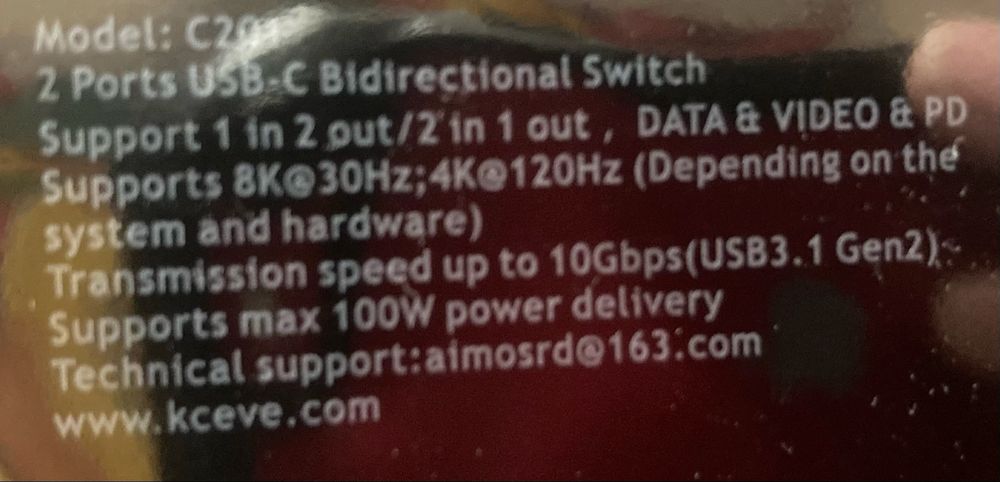 Model:
2 Ports USB-C Bidirectional Switch
Support 1 in 2 out/2 in 1 out , DATA & VIDEO & PD
Supports 8K@30Hz;4K@120Hz (Depending on the
system and hardware)
Transmission speed up to 10Gbps(USB3.1 Gen2)
Supports max 100W power delivery
Technical support:aimosrd@163.com
www.kceve.com